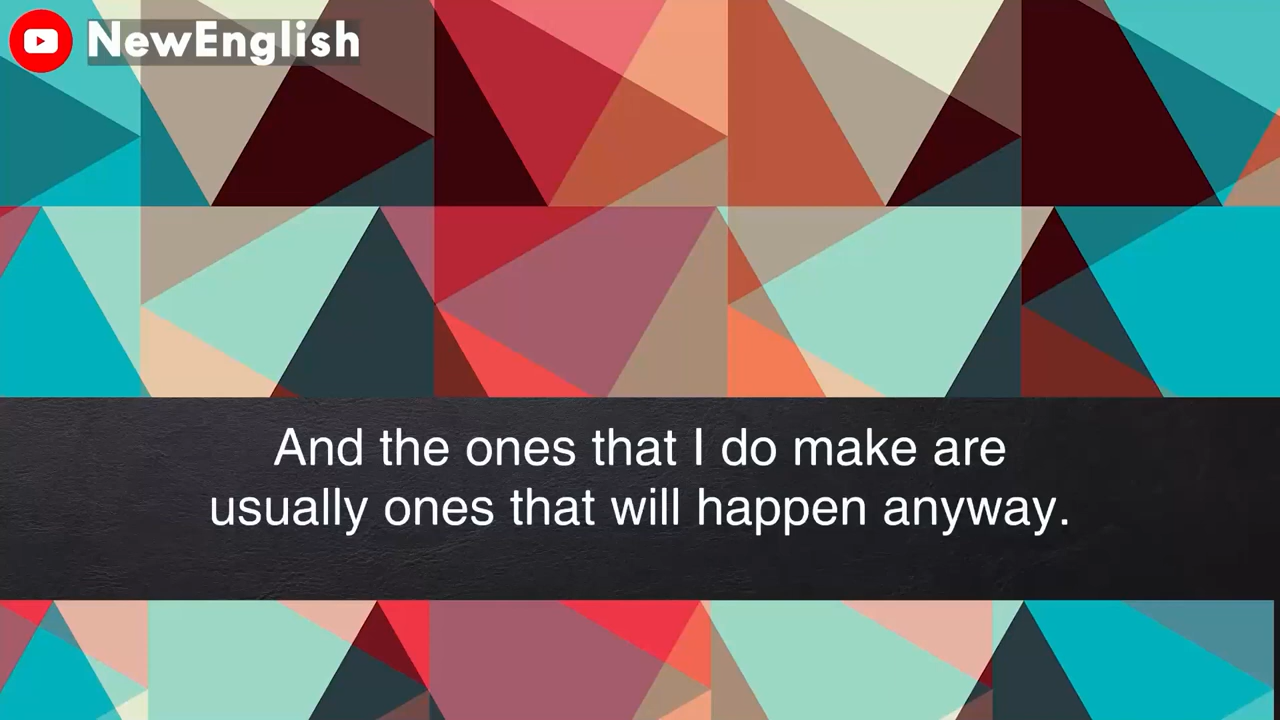 NewEnglish
And the ones that I do make are
usually ones that will happen anyway.